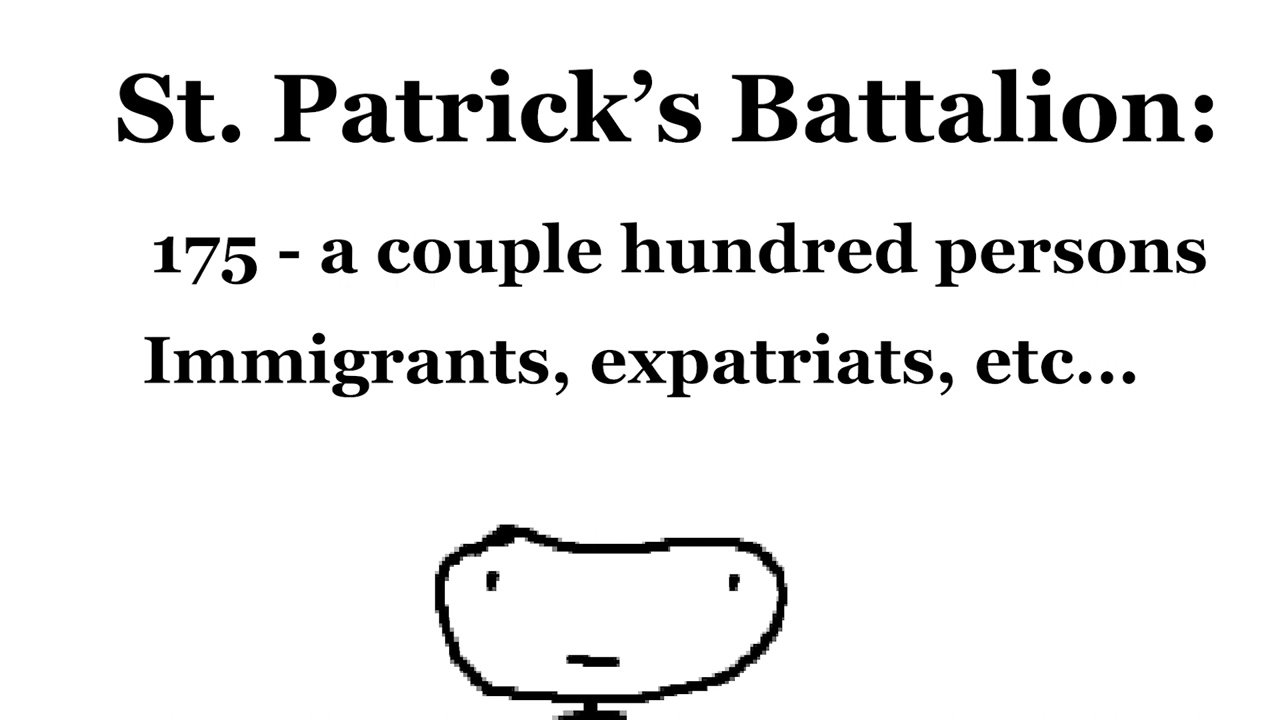 St. Patrick’s Battalion:
175 - a couple hundred persons
Immigrants, expatriats, etc...